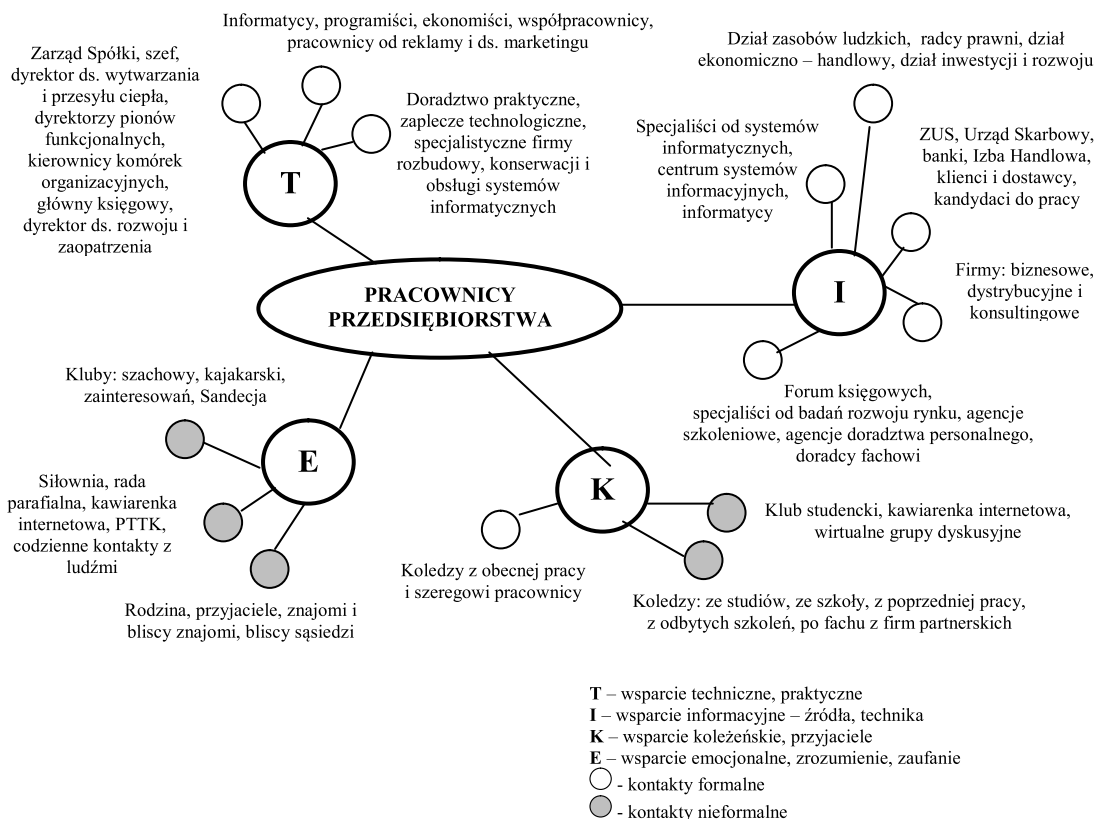 Informatycy, programiści, ekonomiści, współpracownicy,
pracownicy od reklamy i ds. marketingu
Zarząd Spółki, szef,
dyrektor ds. wytwarzania
i przesyłu ciepła,
dyrektorzy pionów
funkcjonalnych,
kierownicy komórek
organizacyjnych,
główny księgowy,
dyrektor ds. rozwoju i
zaopatrzenia
Doradztwo praktyczne,
zaplecze technologiczne,
specjalistyczne firmy
rozbudowy, konserwacji i
obsługi systemów
informatycznych
T
Dział zasobów ludzkich, radcy prawni, dział
ekonomiczno – handlowy, dział inwestycji i rozwoju
Specjaliści od systemów
informatycznych,
centrum systemów
informacyjnych,
informatycy
ZUS, Urząd Skarbowy,
banki, Izba Handlowa,
klienci i dostawcy,
kandydaci do pracy
I
Firmy: biznesowe,
dystrybucyjne i
konsultingowe
PRACOWNICY
PRZEDSIĘBIORSTWA
Forum księgowych,
specjaliści od badań rozwoju rynku, agencje
szkoleniowe, agencje doradztwa personalnego,
doradcy fachowi
Kluby: szachowy, kajakarski,
zainteresowań, Sandecja
E
Siłownia, rada
parafialna, kawiarenka
internetowa, PTTK,
codzienne kontakty z
ludźmi
Rodzina, przyjaciele, znajomi i
bliscy znajomi, bliscy sąsiedzi
K
Klub studencki, kawiarenka internetowa,
wirtualne grupy dyskusyjne
Koledzy z obecnej pracy
i szeregowi pracownicy
Koledzy: ze studiów, ze szkoły, z poprzedniej pracy,
z odbytych szkoleń, po fachu z firm partnerskich
T – wsparcie techniczne, praktyczne
I – wsparcie informacyjne – źródła, technika
K – wsparcie koleżeńskie, przyjaciele
E – wsparcie emocjonalne, zrozumienie, zaufanie
- kontakty formalne
- kontakty nieformalne